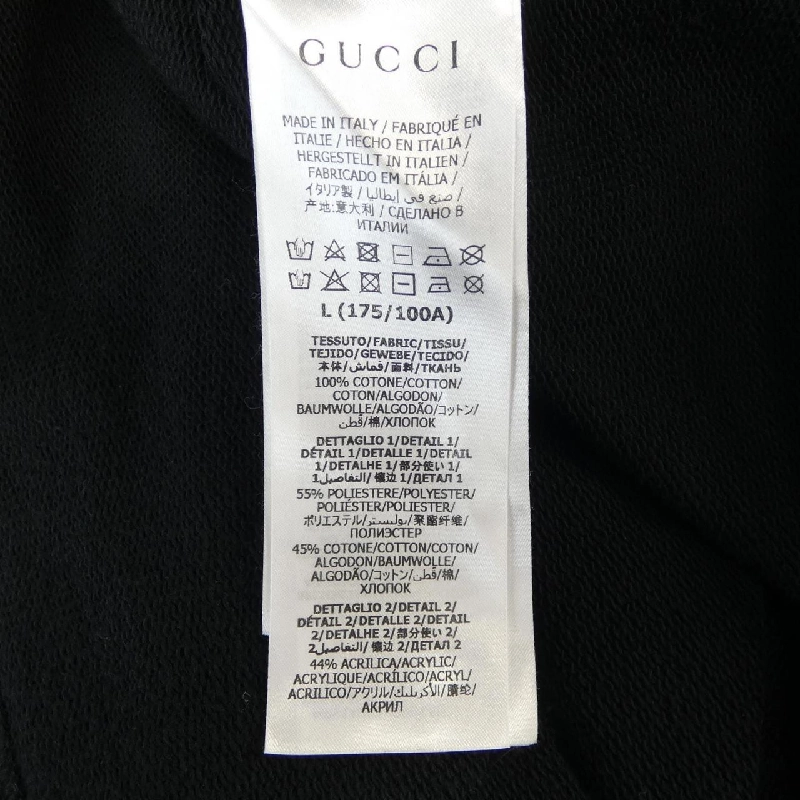 GUCCI
MADE IN ITALY / FABRIQUÉ EN
ITALIE / HECHO EN ITALIA /
HERGESTELLT IN ITALIEN /
FABRICADO EM ITÁLIA /
イタリア製 / صنع في إيطاليا /
产地:意大利 / СДЕЛАНО В
ИТАЛИИ
L (175/100A)
TESSUTO/FABRIC/TISSU/
TEJIDO/GEWEBE/TECIDO/
本体/قماش/面料/ТКАНЬ
100% COTONE/COTTON/
COTON/ALGODON/
BAUMWOLLE/ALGODÃO/コットン/
قطن/棉/ХЛОПОК
DETTAGLIO 1/DETAIL 1/
DÉTAIL 1/DETALLE 1/DETAIL
1/DETALHE 1/部分使い 1/
التفاصيل1/ 镶边 1/ДЕТАЛ 1
55% POLIESTERE/POLYESTER/
POLIÉSTER/POLIESTER/
ポリエステル/بوليستر/聚酯纤维/
ПОЛИЭСТЕР
45% COTONE/COTTON/COTON/
ALGODON/BAUMWOLLE/
ALGODÃO/コットン/قطن/棉/
ХЛОПОК
DETTAGLIO 2/DETAIL 2/
DÉTAIL 2/DETALLE 2/DETAIL
2/DETALHE 2/部分使い 2/
التفاصيل2/ 镶边 2/ДЕТАЛ 2
44% ACRILICA/ACRYLIC/
ACRYLIQUE/ACRÍLICO/ACRYL/
ACRILICO/アクリル/الأكريليك/腈纶/
АКРИЛ